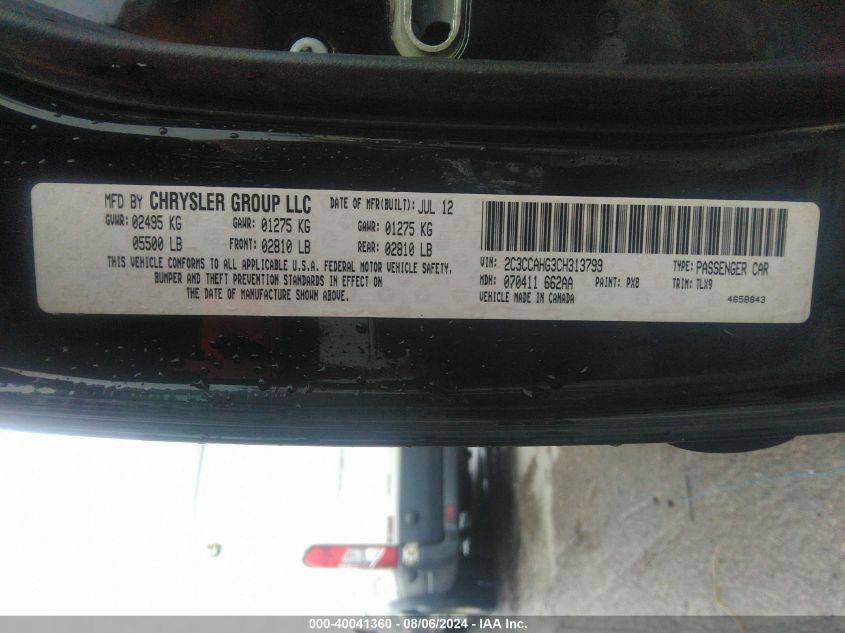 MFD BY CHRYSLER GROUP LLC DATE OF MFR(BUILT): JUL 12
GVWR: 02495 KG GAWR: 01275 KG GAWR: 01275 KG
05500 LB FRONT: 02810 LB REAR: 02810 LB
THIS VEHICLE CONFORMS TO ALL APPLICABLE U.S.A. FEDERAL MOTOR VEHICLE SAFETY,
BUMPER AND THEFT PREVENTION STANDARDS IN EFFECT ON
THE DATE OF MANUFACTURE SHOWN ABOVE.
VIN: 2C3CCAHG3CH313799 TYPE: PASSENGER CAR
MDH: 070411 662AA PAINT: PX8 TRIM: TLX9
VEHICLE MADE IN CANADA 4658843
000-40041360 - 08/06/2024 - IAA Inc.